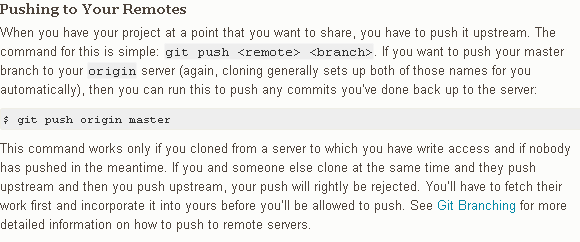 Pushing to Your Remotes
When you have your project at a point that you want to share, you have to push it upstream. The
command for this is simple: git push <remote> <branch>. If you want to push your master
branch to your origin server (again, cloning generally sets up both of those names for you
automatically), then you can run this to push any commits you've done back up to the server:
$ git push origin master
This command works only if you cloned from a server to which you have write access and if nobody
has pushed in the meantime. If you and someone else clone at the same time and they push
upstream and then you push upstream, your push will rightly be rejected. You'll have to fetch their
work first and incorporate it into yours before you'll be allowed to push. See Git Branching for more
detailed information on how to push to remote servers.